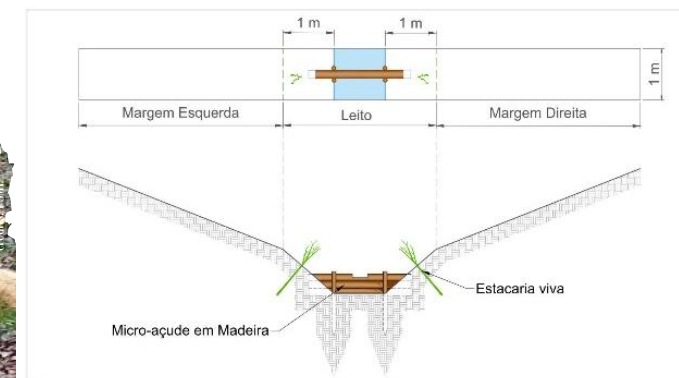 1 m
1 m
1 m
Margem Esquerda
Leito
Margem Direita
Estacaria viva
Micro-açude em Madeira